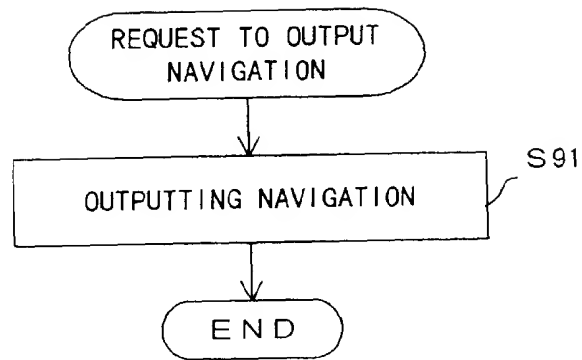 REQUEST TO OUTPUT
NAVIGATION
S91
OUTPUTTING NAVIGATION
END